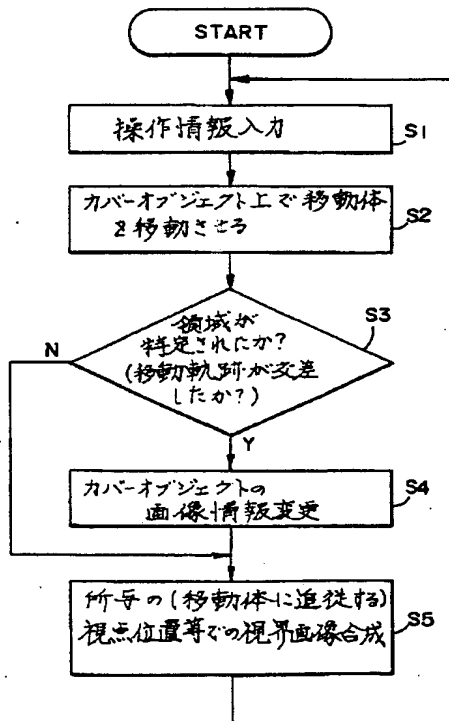 START
操作情報入力
S1
カバーオブジェクト上で移動体
を移動させる
S2
領域が
特定されたか?
(移動軌跡が交差
したか?)
S3
N
Y
カバーオブジェクトの
画像情報変更
S4
所与の(移動体に追従する)
視点位置等での視界画像合成
S5